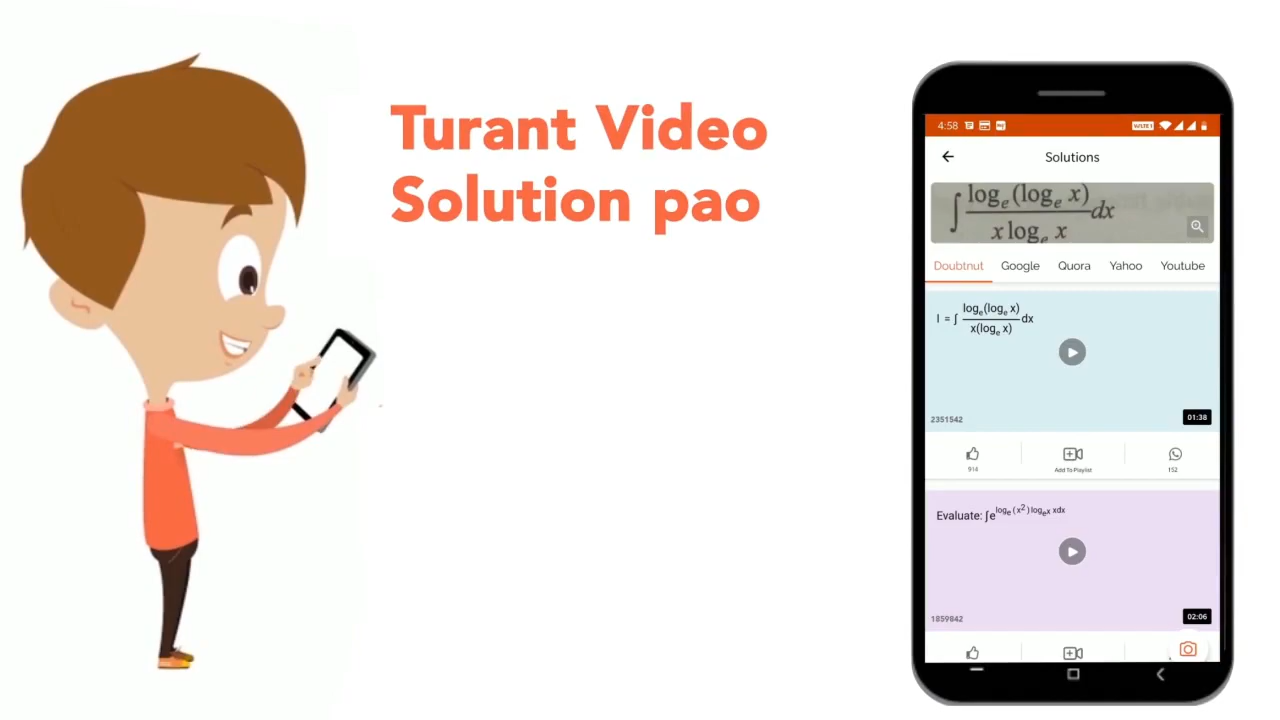 Turant Video
Solution pao
4:58
VoLTE1
Solutions
∫ logₑ(logₑ x) / x logₑ x dx
Doubtnut Google Quora Yahoo Youtube
I = ∫ logₑ(logₑ x) / x(logₑ x) dx
2351542 01:38
914 Add To Playlist 152
Evaluate: ∫e^logₑ(x²)logₑx xdx
1859842 02:06